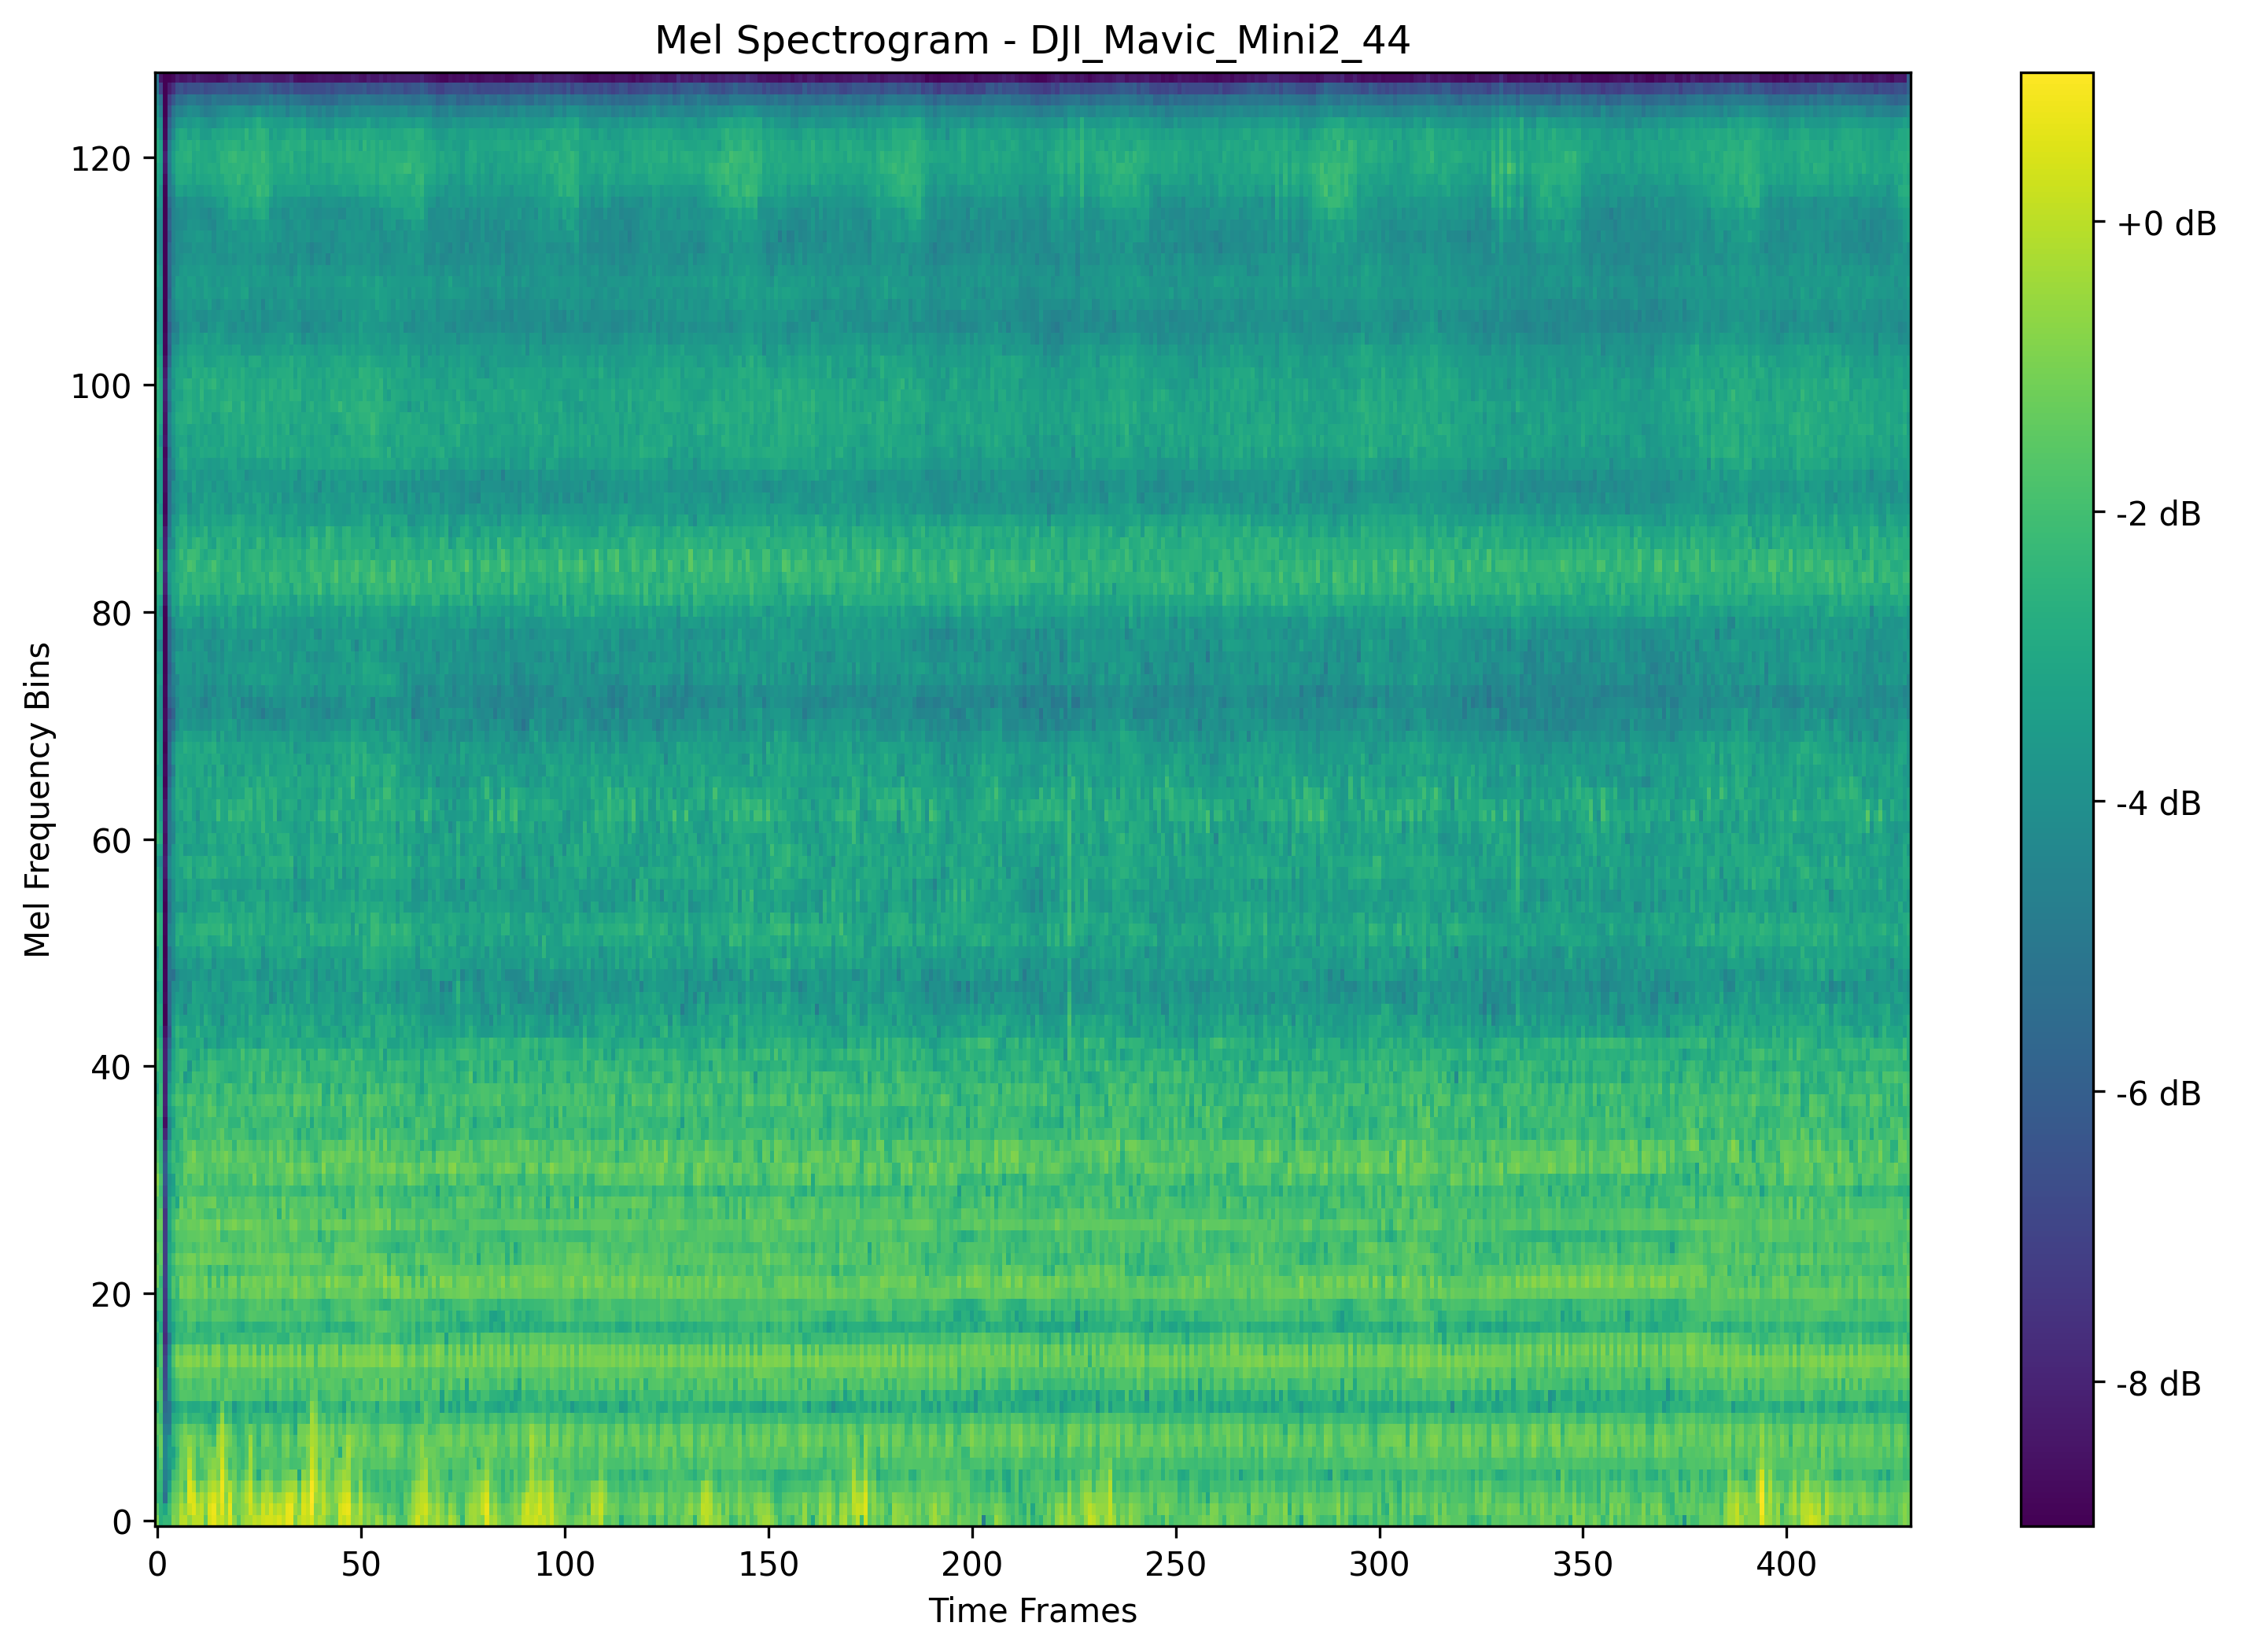 Mel Spectrogram - DJI_Mavic_Mini2_44
Mel Frequency Bins
120
100
80
60
40
20
0
0 50 100 150 200 250 300 350 400
Time Frames
+0 dB
-2 dB
-4 dB
-6 dB
-8 dB